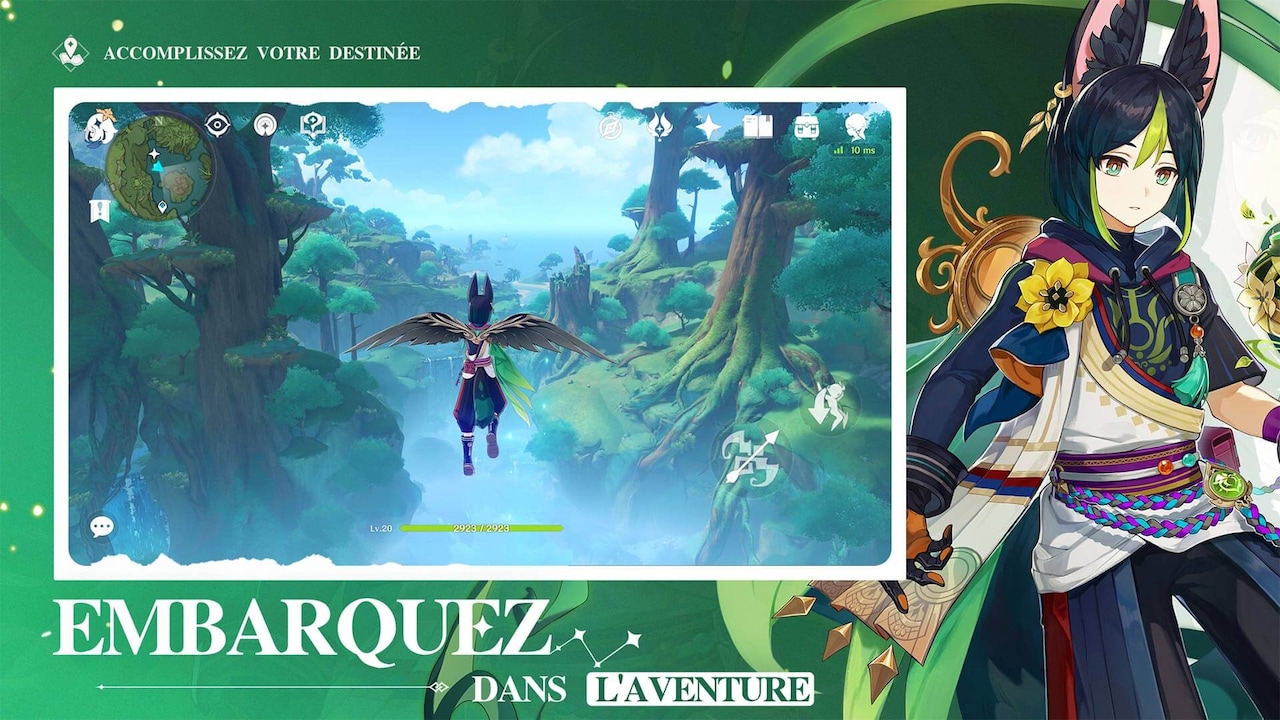 ACCOMPLISSEZ VOTRE DESTINÉE
N
10 ms
Lv.20 2923 / 2923
EMBARQUEZ
DANS L'AVENTURE